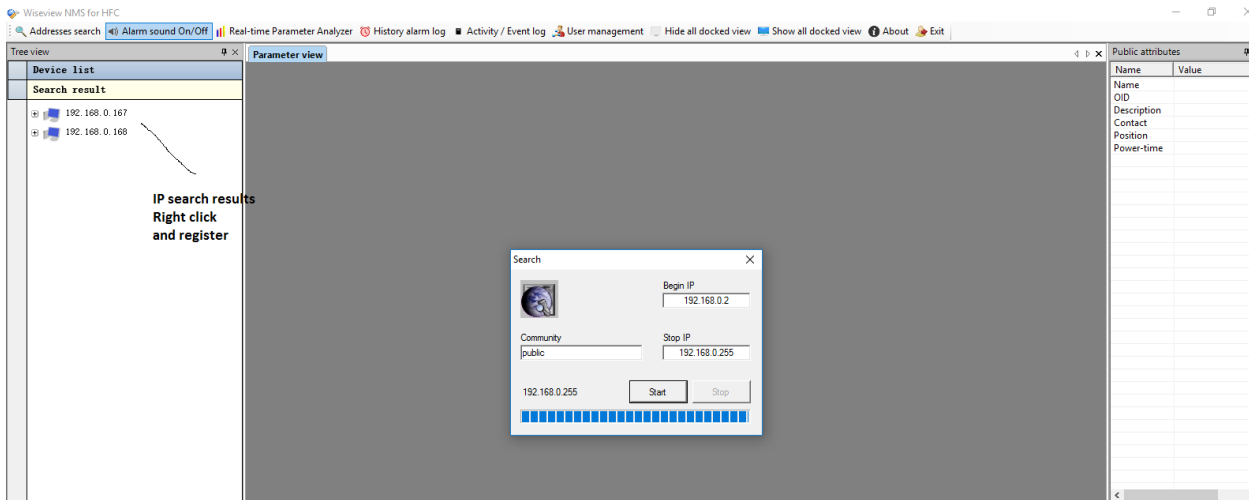 Wiseview NMS for HFC
Addresses search Alarm sound On/Off Real-time Parameter Analyzer History alarm log Activity / Event log User management Hide all docked view Show all docked view About Exit
Tree view
Device list
Search result
192.168.0.167
192.168.0.168
IP search results
Right click
and register
Parameter view
Search
Begin IP
192.168.0.2
Community
public
Stop IP
192.168.0.255
192.168.0.255 Start Stop
Public attributes
Name Value
Name
OID
Description
Contact
Position
Power-time